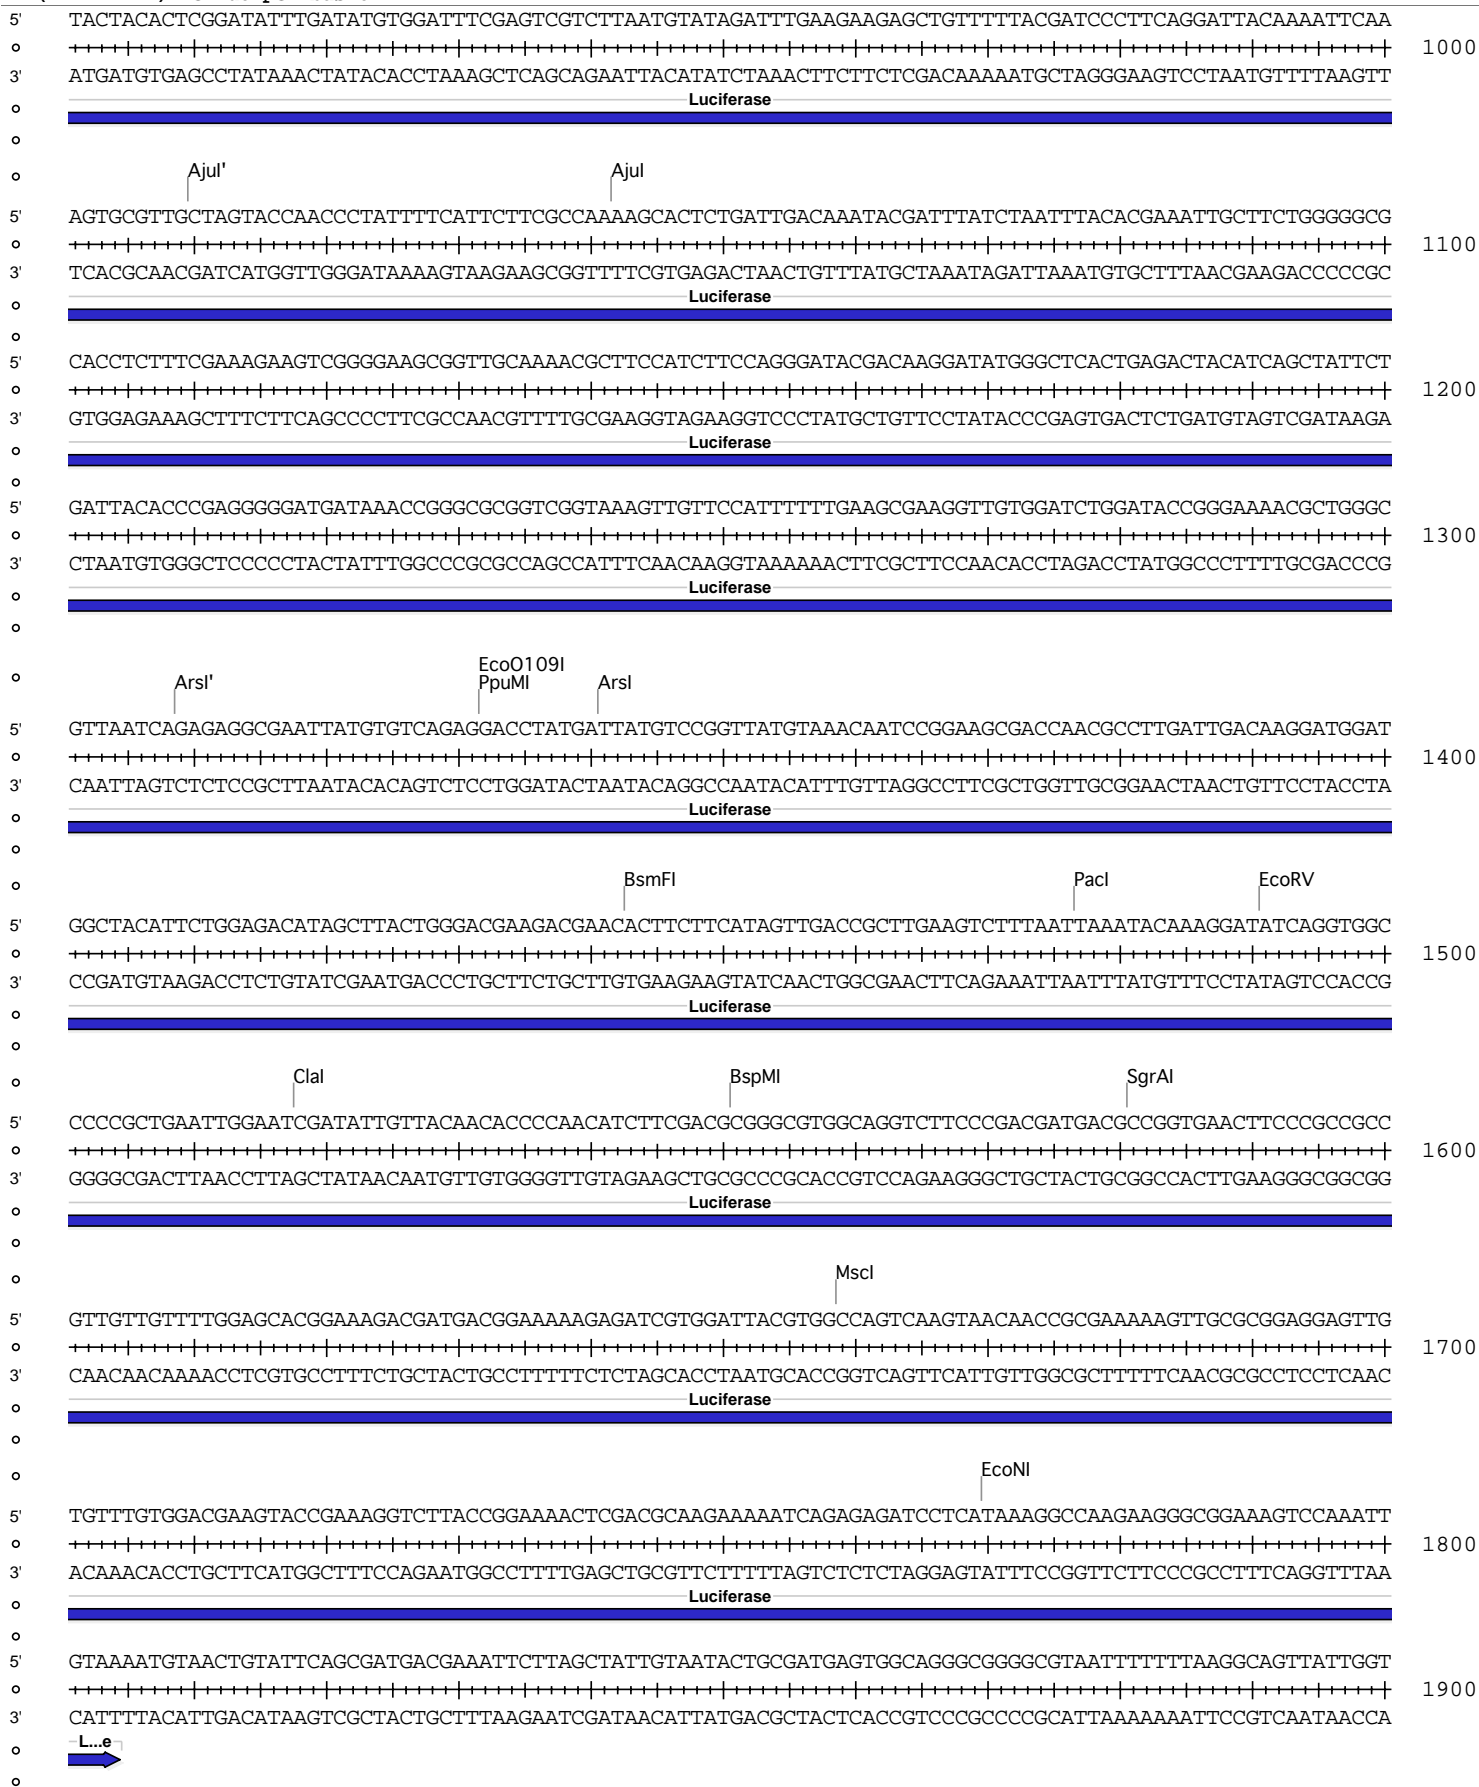 5' TACTACACTCGGATATTTGATATGTGGATTTCGAGTCGTCTTAATGTATAGATTTGAAGAAGAGCTGTTTTTACGATCCCTTCAGGATTACAAAATTCAA
1000
3' ATGATGTGAGCCTATAAACTATACACCTAAAGCTCAGCAGAATTACATATCTAAACTTCTTCTCGACAAAAATGCTAGGGAAGTCCTAATGTTTTAAGTT
Luciferase
AjuI' AjuI
5' AGTGCGTTGCTAGTACCAACCCTATTTTCATTCTTCGCCAAAAGCACTCTGATTGACAAATACGATTTATCTAATTTACACGAAATTGCTTCTGGGGGCG
1100
3' TCACGCAACGATCATGGTTGGGATAAAAGTAAGAAGCGGTTTTCGTGAGACTAACTGTTTATGCTAAATAGATTAAATGTGCTTTAACGAAGACCCCCGC
Luciferase
5' CACCTCTTTCGAAAGAAGTCGGGGAAGCGGTTGCAAAACGCTTCCATCTTCCAGGGATACGACAAGGATATGGGCTCACTGAGACTACATCAGCTATTCT
1200
3' GTGGAGAAAGCTTTCTTCAGCCCCTTCGCCAACGTTTTGCGAAGGTAGAAGGTCCCTATGCTGTTCCTATACCCGAGTGACTCTGATGTAGTCGATAAGA
Luciferase
5' GATTACACCCGAGGGGGATGATAAACCGGGCGCGGTCGGTAAAGTTGTTCCATTTTTTGAAGCGAAGGTTGTGGATCTGGATACCGGGAAAACGCTGGGC
1300
3' CTAATGTGGGCTCCCCCTACTATTTGGCCCGCGCCAGCCATTTCAACAAGGTAAAAAACTTCGCTTCCAACACCTAGACCTATGGCCCTTTTGCGACCCG
Luciferase
EcoO109I
ArsI' PpuMI ArsI
5' GTTAATCAGAGAGGCGAATTATGTGTCAGAGGACCTATGATTATGTCCGGTTATGTAAACAATCCGGAAGCGACCAACGCCTTGATTGACAAGGATGGAT
1400
3' CAATTAGTCTCTCCGCTTAATACACAGTCTCCTGGATACTAATACAGGCCAATACATTTGTTAGGCCTTCGCTGGTTGCGGAACTAACTGTTCCTACCTA
Luciferase
BsmFI PacI EcoRV
5' GGCTACATTCTGGAGACATAGCTTACTGGGACGAAGACGAACACTTCTTCATAGTTGACCGCTTGAAGTCTTTAATTAAATACAAAGGATATCAGGTGGC
1500
3' CCGATGTAAGACCTCTGTATCGAATGACCCTGCTTCTGCTTGTGAAGAAGTATCAACTGGCGAACTTCAGAAATTAATTTATGTTTCCTATAGTCCACCG
Luciferase
ClaI BspMI SgrAI
5' CCCCGCTGAATTGGAATCGATATTGTTACAACACCCCAACATCTTCGACGCGGGCGTGGCAGGTCTTCCCGACGATGACGCCGGTGAACTTCCCGCCGCC
1600
3' GGGGCGACTTAACCTTAGCTATAACAATGTTGTGGGGTTGTAGAAGCTGCGCCCGCACCGTCCAGAAGGGCTGCTACTGCGGCCACTTGAAGGGCGGCGG
Luciferase
MscI
5' GTTGTTGTTTTGGAGCACGGAAAGACGATGACGGAAAAAGAGATCGTGGATTACGTGGCCAGTCAAGTAACAACCGCGAAAAAGTTGCGCGGAGGAGTTG
1700
3' CAACAACAAAACCTCGTGCCTTTCTGCTACTGCCTTTTTCTCTAGCACCTAATGCACCGGTCAGTTCATTGTTGGCGCTTTTTCAACGCGCCTCCTCAAC
Luciferase
EcoNI
5' TGTTTGTGGACGAAGTACCGAAAGGTCTTACCGGAAAACTCGACGCAAGAAAAATCAGAGAGATCCTCATAAAGGCCAAGAAGGGCGGAAAGTCCAAATT
1800
3' ACAAACACCTGCTTCATGGCTTTCCAGAATGGCCTTTTGAGCTGCGTTCTTTTTAGTCTCTCTAGGAGTATTTCCGGTTCTTCCCGCCTTTCAGGTTTAA
Luciferase
5' GTAAAATGTAACTGTATTCAGCGATGACGAAATTCTTAGCTATTGTAATACTGCGATGAGTGGCAGGGCGGGGCGTAATTTTTTTAAGGCAGTTATTGGT
1900
3' CATTTTACATTGACATAAGTCGCTACTGCTTTAAGAATCGATAACATTATGACGCTACTCACCGTCCCGCCCCGCATTAAAAAAATTCCGTCAATAACCA
L...e